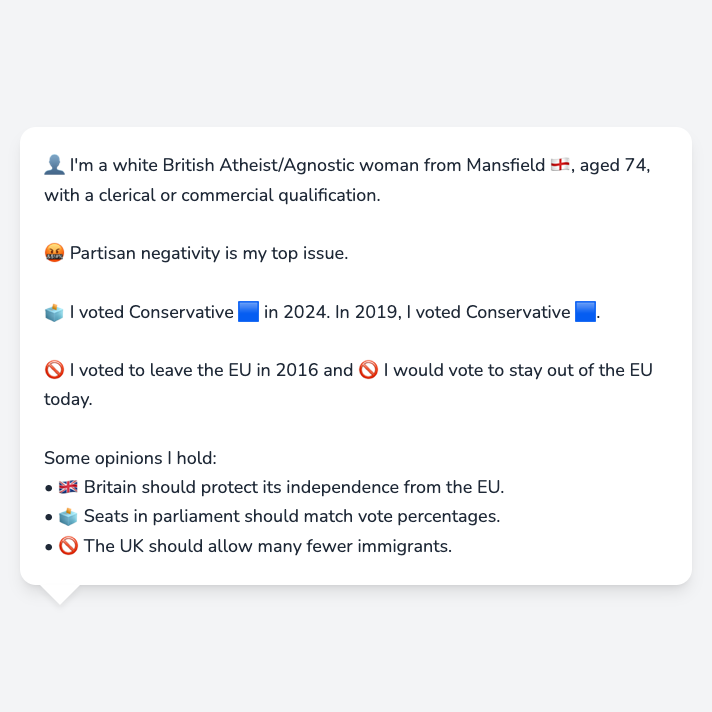 👤 I'm a white British Atheist/Agnostic woman from Mansfield 🏴󠁧󠁢󠁥󠁮󠁧󠁿, aged 74,
with a clerical or commercial qualification.
🤬 Partisan negativity is my top issue.
🗳️ I voted Conservative 🟦 in 2024. In 2019, I voted Conservative 🟦.
🚫 I voted to leave the EU in 2016 and 🚫 I would vote to stay out of the EU
today.
Some opinions I hold:
• 🇬🇧 Britain should protect its independence from the EU.
• 🗳️ Seats in parliament should match vote percentages.
• 🚫 The UK should allow many fewer immigrants.